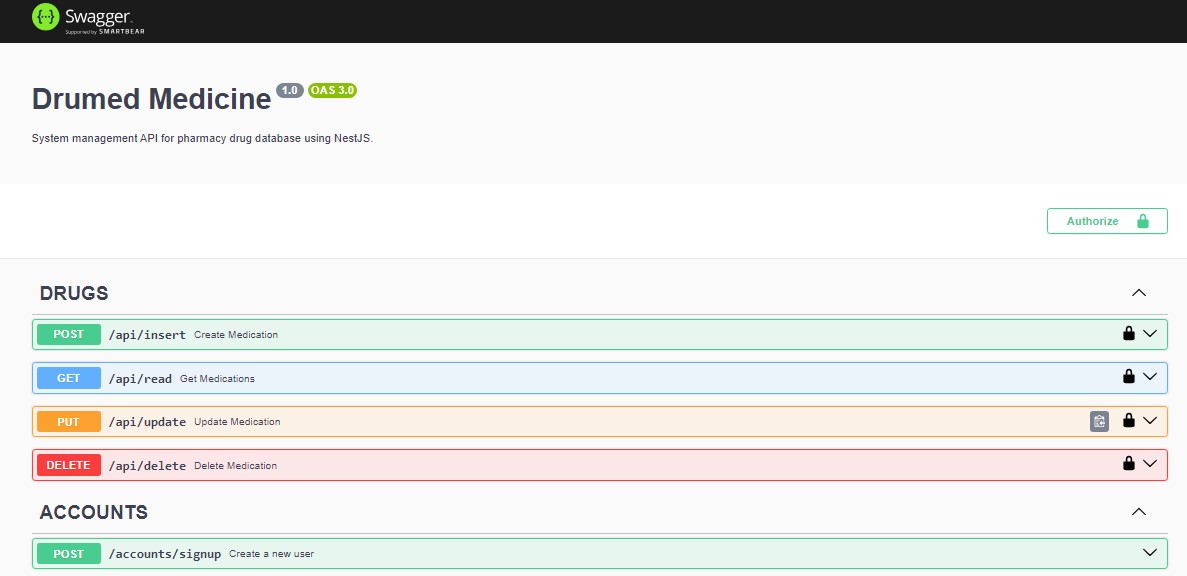 Swagger.
Supported by SMARTBEAR
Drumed Medicine 1.0 OAS 3.0
System management API for pharmacy drug database using NestJS.
Authorize
DRUGS
POST /api/insert Create Medication
GET /api/read Get Medications
PUT /api/update Update Medication
DELETE /api/delete Delete Medication
ACCOUNTS
POST /accounts/signup Create a new user